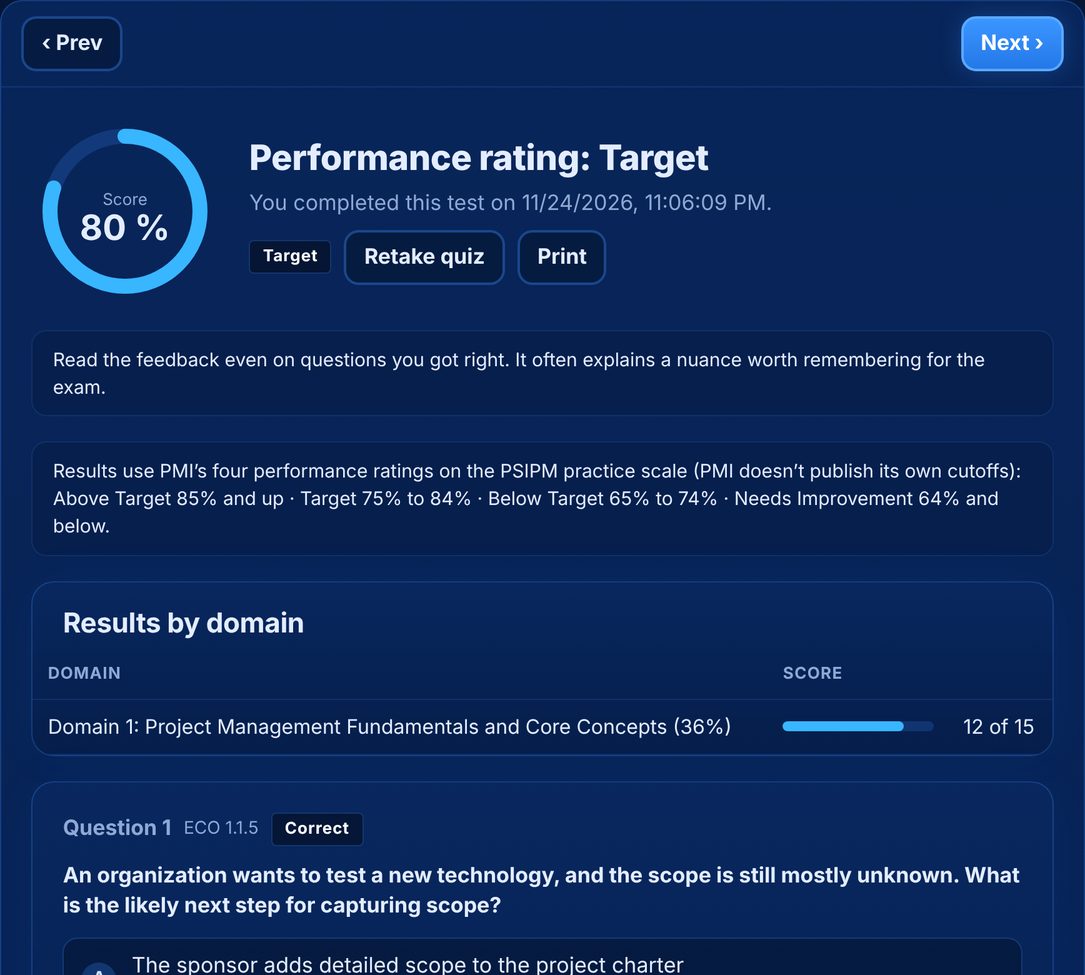 ‹ Prev
Next ›
Score
80 %
Performance rating: Target
You completed this test on 11/24/2026, 11:06:09 PM.
Target
Retake quiz
Print
Read the feedback even on questions you got right. It often explains a nuance worth remembering for the
exam.
Results use PMI’s four performance ratings on the PSIPM practice scale (PMI doesn’t publish its own cutoffs):
Above Target 85% and up · Target 75% to 84% · Below Target 65% to 74% · Needs Improvement 64% and
below.
Results by domain
DOMAIN
SCORE
Domain 1: Project Management Fundamentals and Core Concepts (36%)
12 of 15
Question 1 ECO 1.1.5 Correct
An organization wants to test a new technology, and the scope is still mostly unknown. What
is the likely next step for capturing scope?
The sponsor adds detailed scope to the project charter